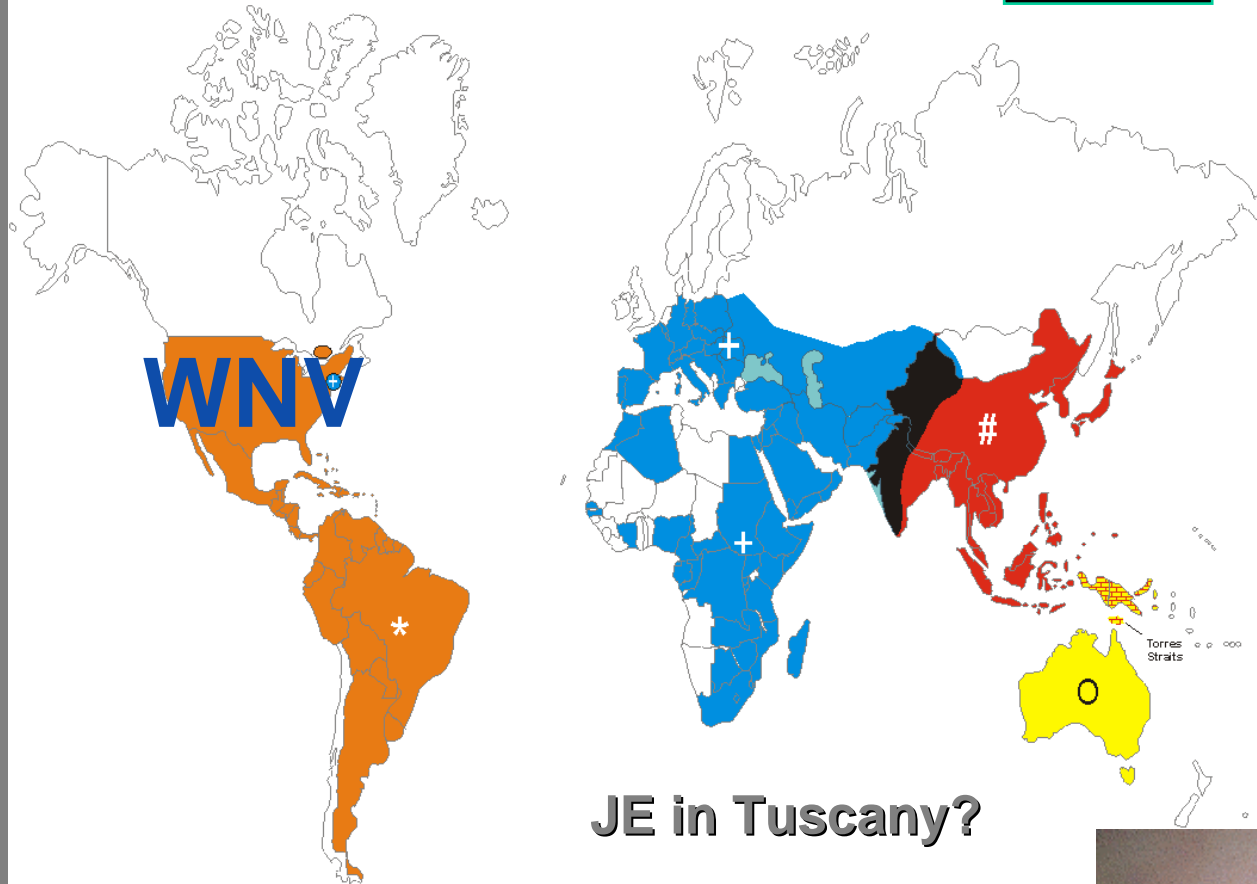 WNV
+
+
#
+
*
Torres
Straits
O
JE in Tuscany?